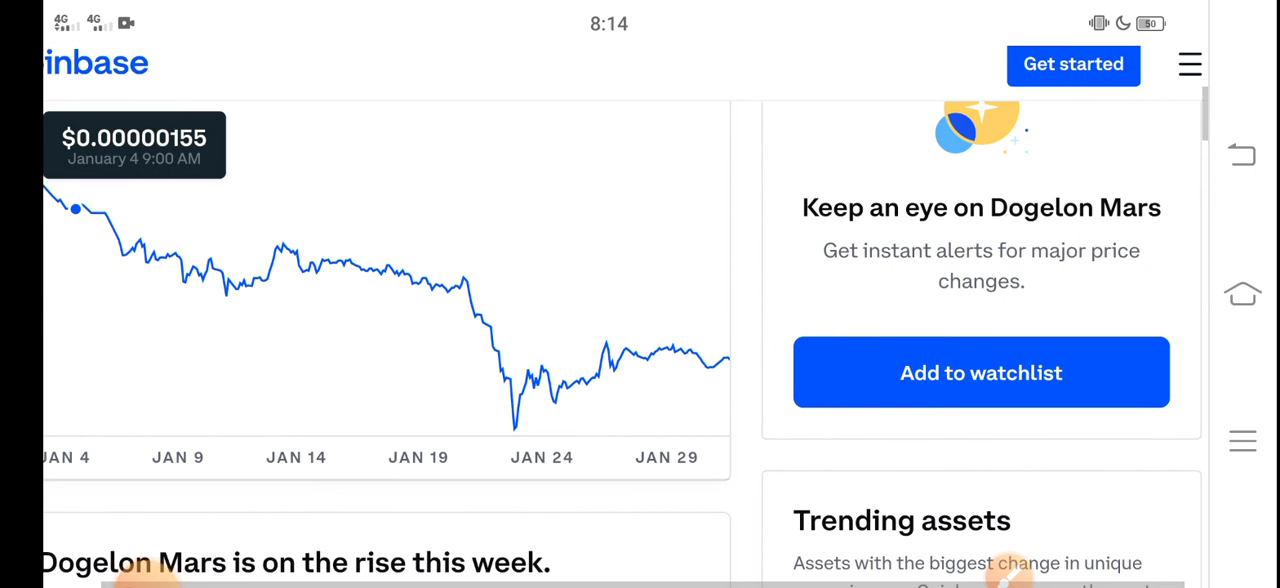 4G 4G 8:14 50
inbase Get started
$0.00000155
January 4 9:00 AM
JAN 4 JAN 9 JAN 14 JAN 19 JAN 24 JAN 29
Dogelon Mars is on the rise this week.
Keep an eye on Dogelon Mars
Get instant alerts for major price
changes.
Add to watchlist
Trending assets
Assets with the biggest change in unique